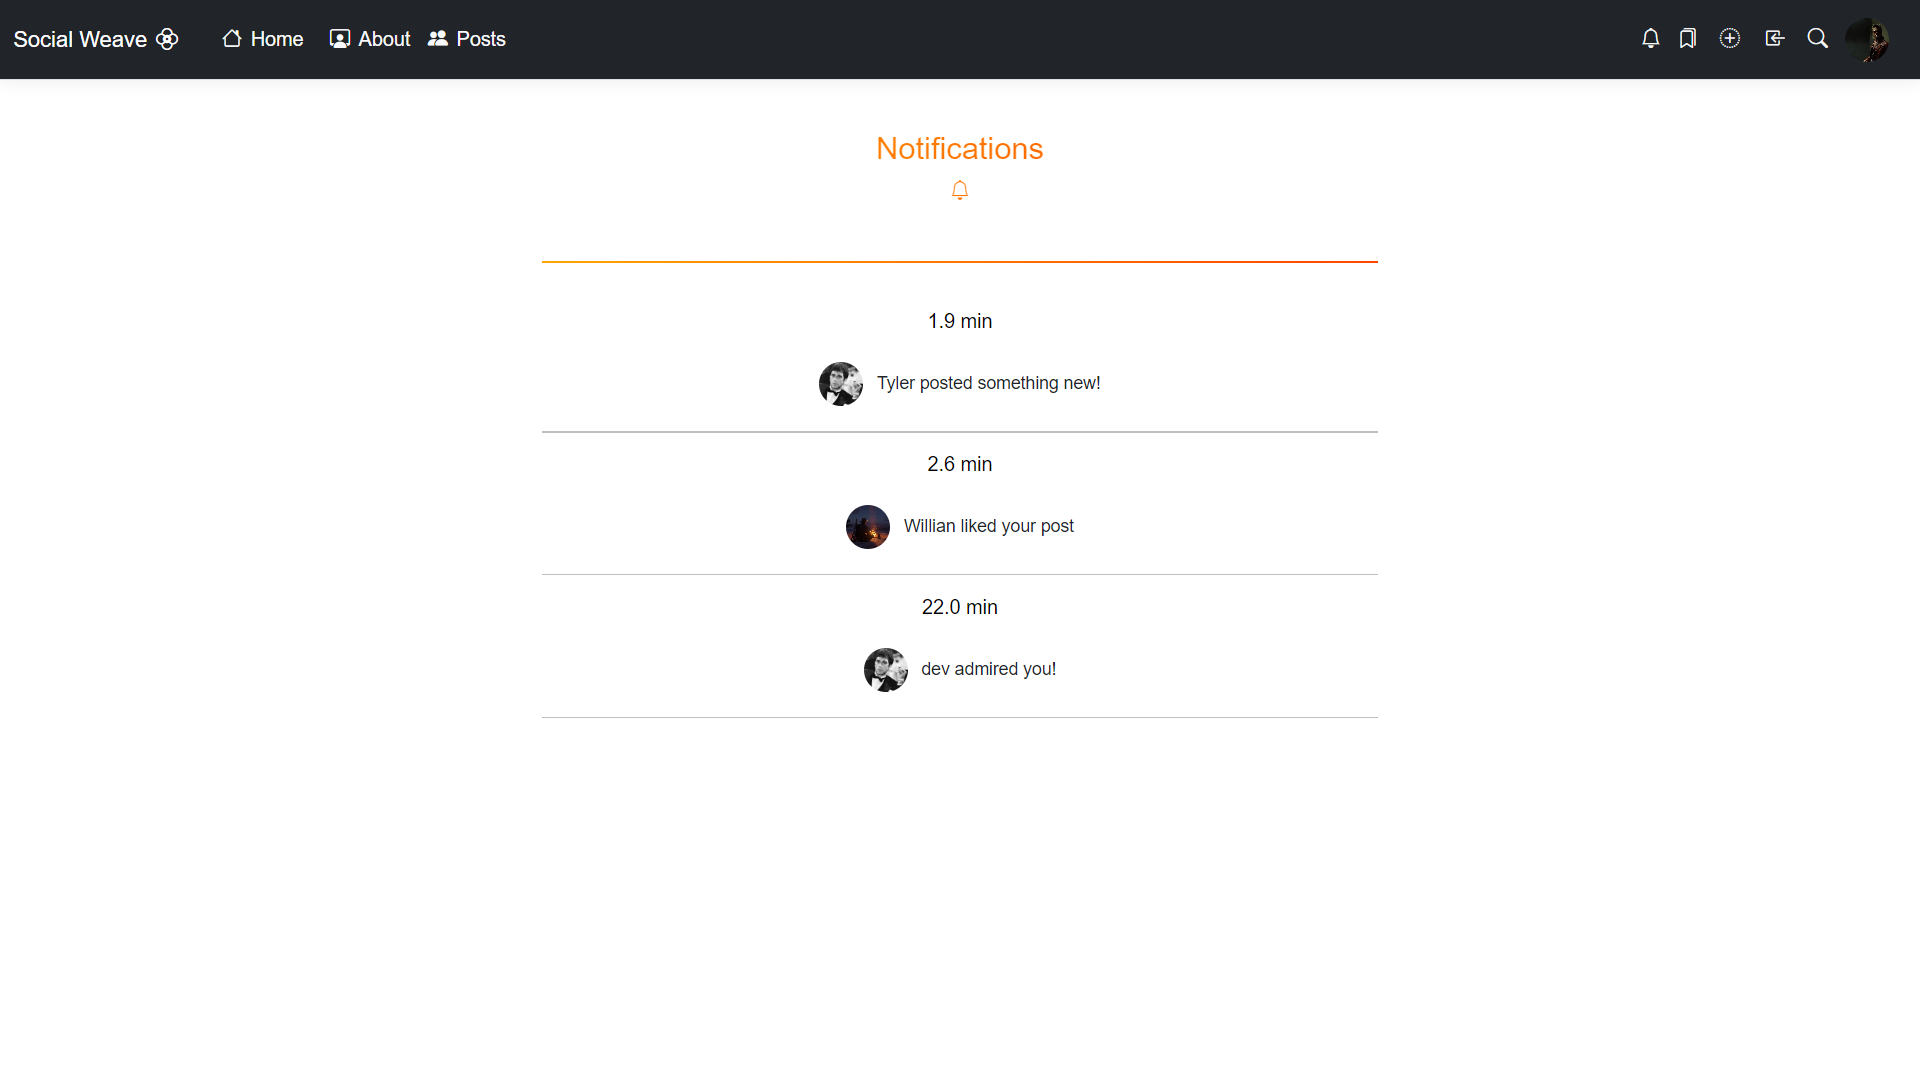 Social Weave
Home
About
Posts
Notifications
1.9 min
Tyler posted something new!
2.6 min
Willian liked your post
22.0 min
dev admired you!